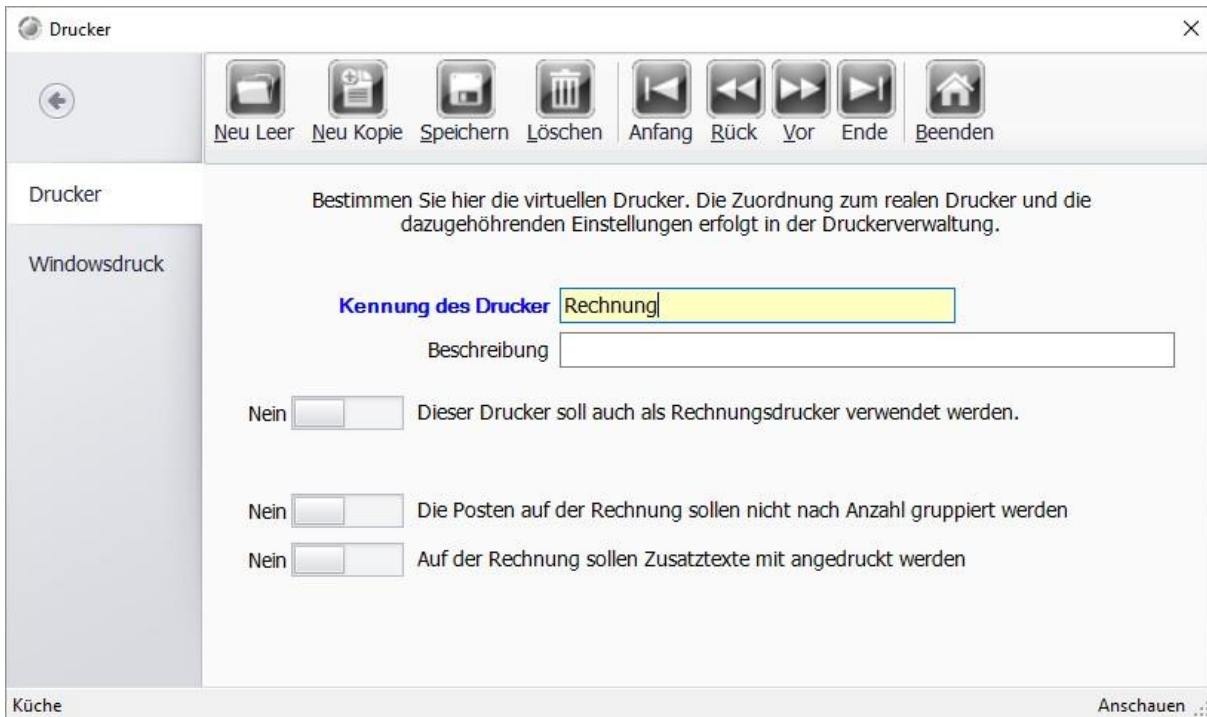 Drucker
Neu Leer Neu Kopie Speichern Löschen Anfang Rück Vor Ende Beenden
Drucker
Windowsdruck
Bestimmen Sie hier die virtuellen Drucker. Die Zuordnung zum realen Drucker und die
dazugehöhrenden Einstellungen erfolgt in der Druckerverwaltung.
Kennung des Drucker Rechnung
Beschreibung
Nein Dieser Drucker soll auch als Rechnungsdrucker verwendet werden.
Nein Die Posten auf der Rechnung sollen nicht nach Anzahl gruppiert werden
Nein Auf der Rechnung sollen Zusatztexte mit angedruckt werden
Küche Anschauen